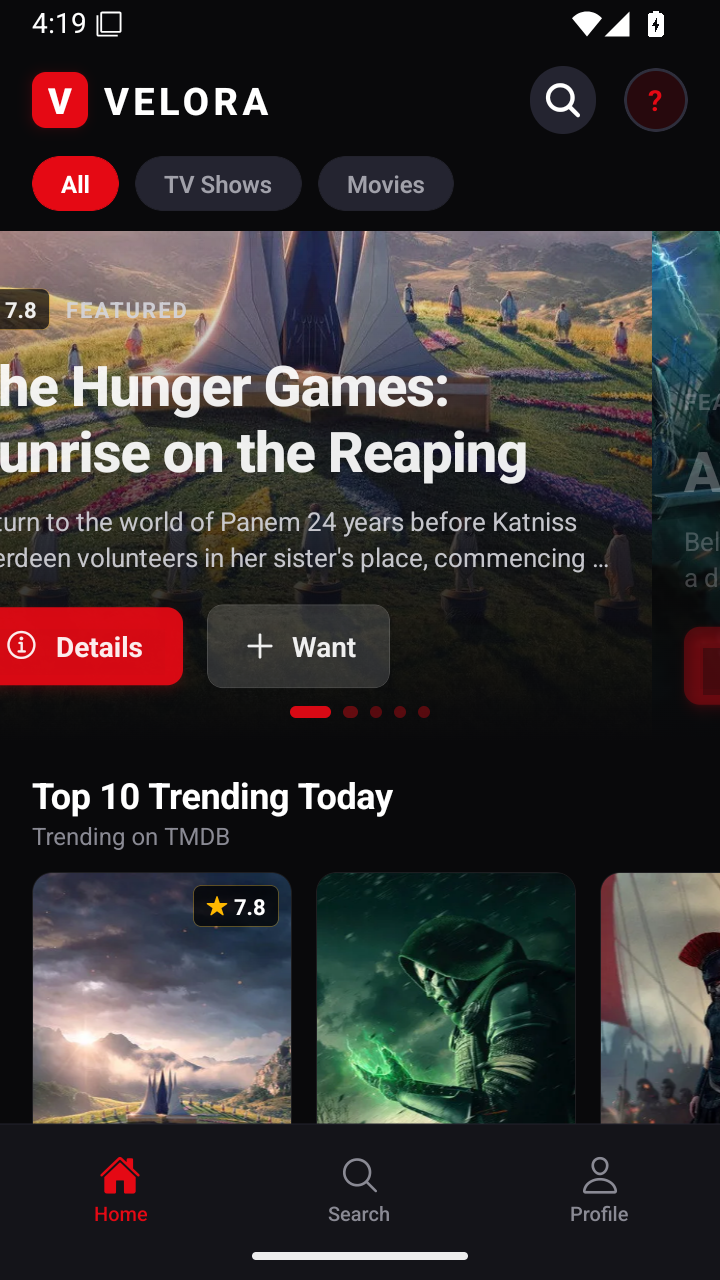 4:19
V VELORA
?
All TV Shows Movies
7.8 FEATURED
he Hunger Games:
unrise on the Reaping
turn to the world of Panem 24 years before Katniss
erdeen volunteers in her sister's place, commencing …
Details
Want
FEA
A
Bel
a d
Top 10 Trending Today
Trending on TMDB
7.8
Home
Search
Profile